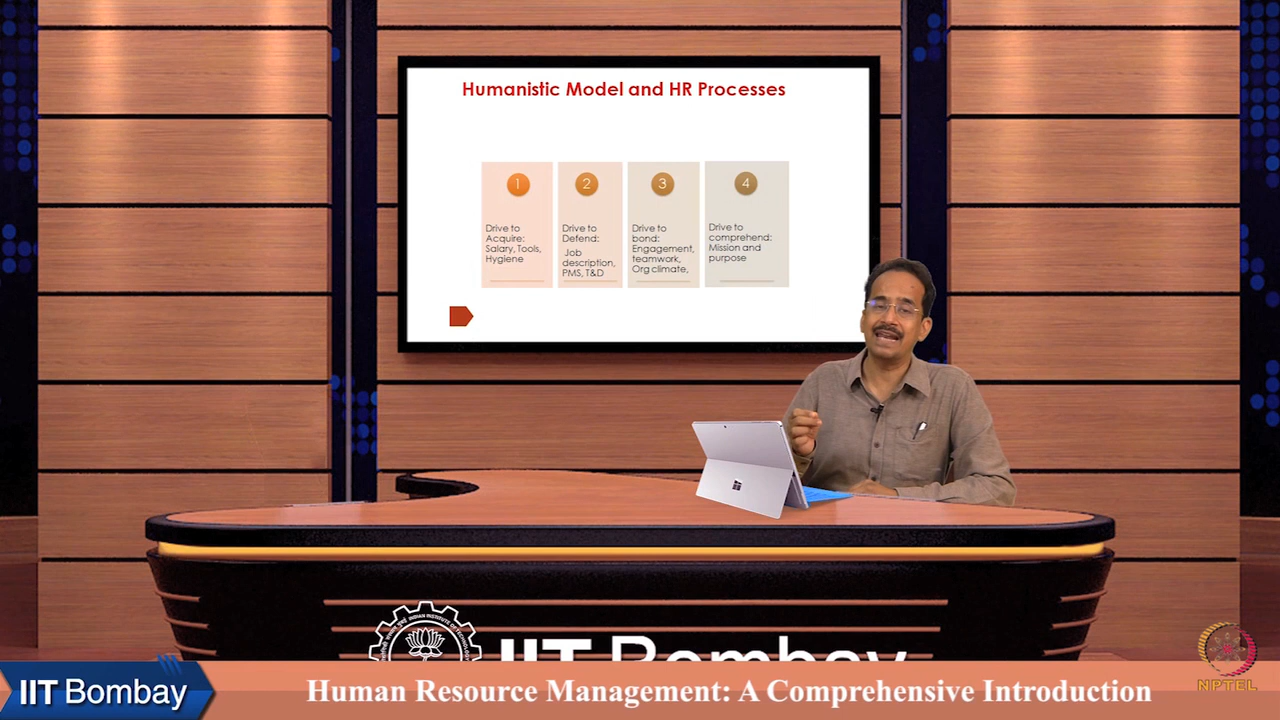 Humanistic Model and HR Processes
1
2
3
4
Drive to
Acquire:
Salary, Tools,
Hygiene
Drive to
Defend:
Job
description,
PMS, T&D
Drive to
bond:
Engagement,
teamwork,
Org climate,
Drive to
comprehend:
Mission and
purpose
IIT Bombay
IIT Bombay
Human Resource Management: A Comprehensive Introduction
NPTEL